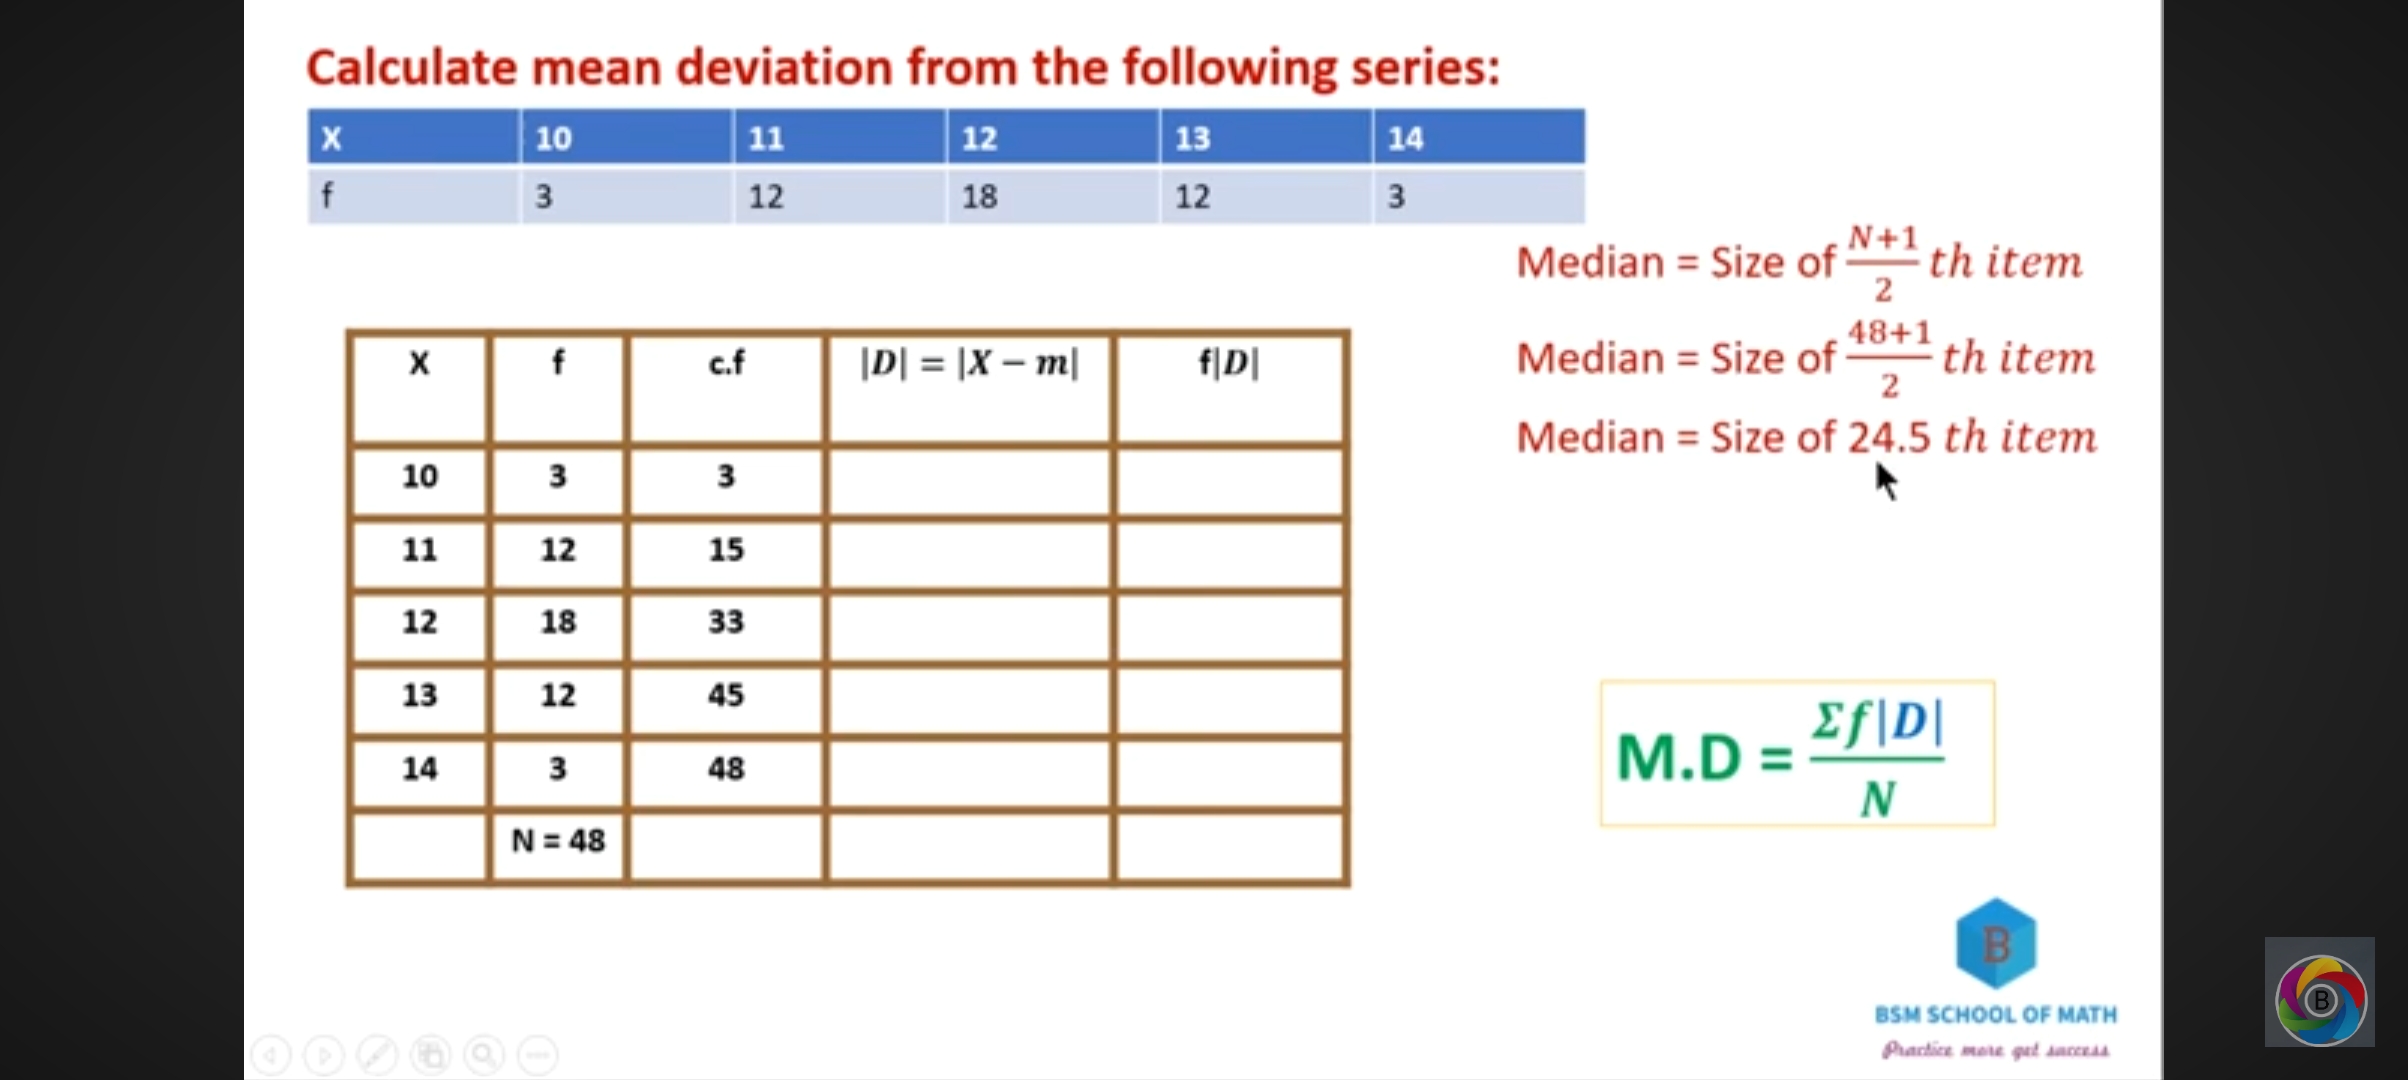 Calculate mean deviation from the following series:
X 10 11 12 13 14
f 3 12 18 12 3
Median = Size of \frac{N+1}{2} th item
Median = Size of \frac{48+1}{2} th item
Median = Size of 24.5 th item
X f c.f |D| = |X − m| f|D|
10 3 3
11 12 15
12 18 33
13 12 45
14 3 48
N = 48
M.D = \frac{Σf|D|}{N}
B
BSM SCHOOL OF MATH
Practice more get success
B